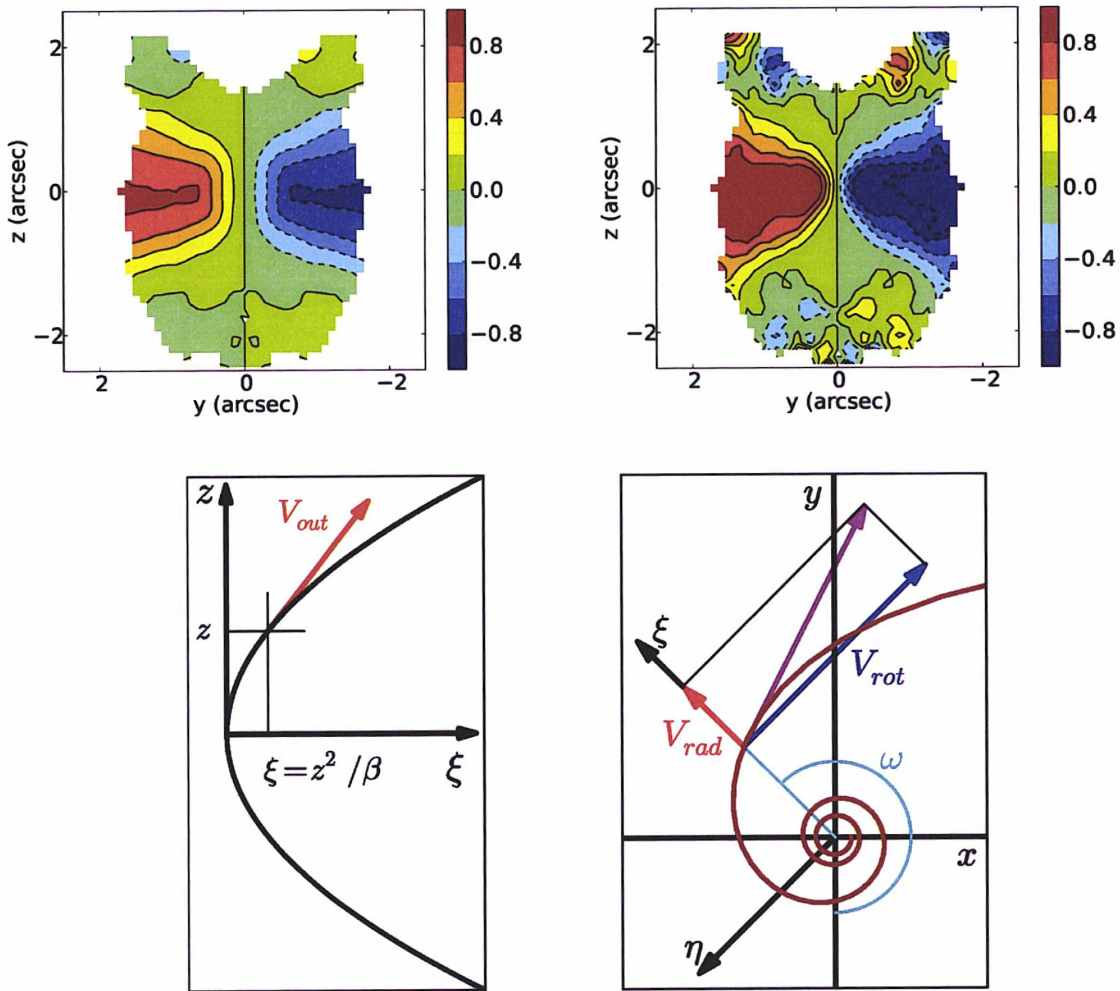 2
0
−2
z (arcsec)
2
0
−2
y (arcsec)
0.8
0.4
0.0
−0.4
−0.8
2
0
−2
z (arcsec)
2
0
−2
y (arcsec)
0.8
0.4
0.0
−0.4
−0.8
z
V_out
z
ξ=z² /β
ξ
y
ξ
V_rot
V_rad
ω
x
η